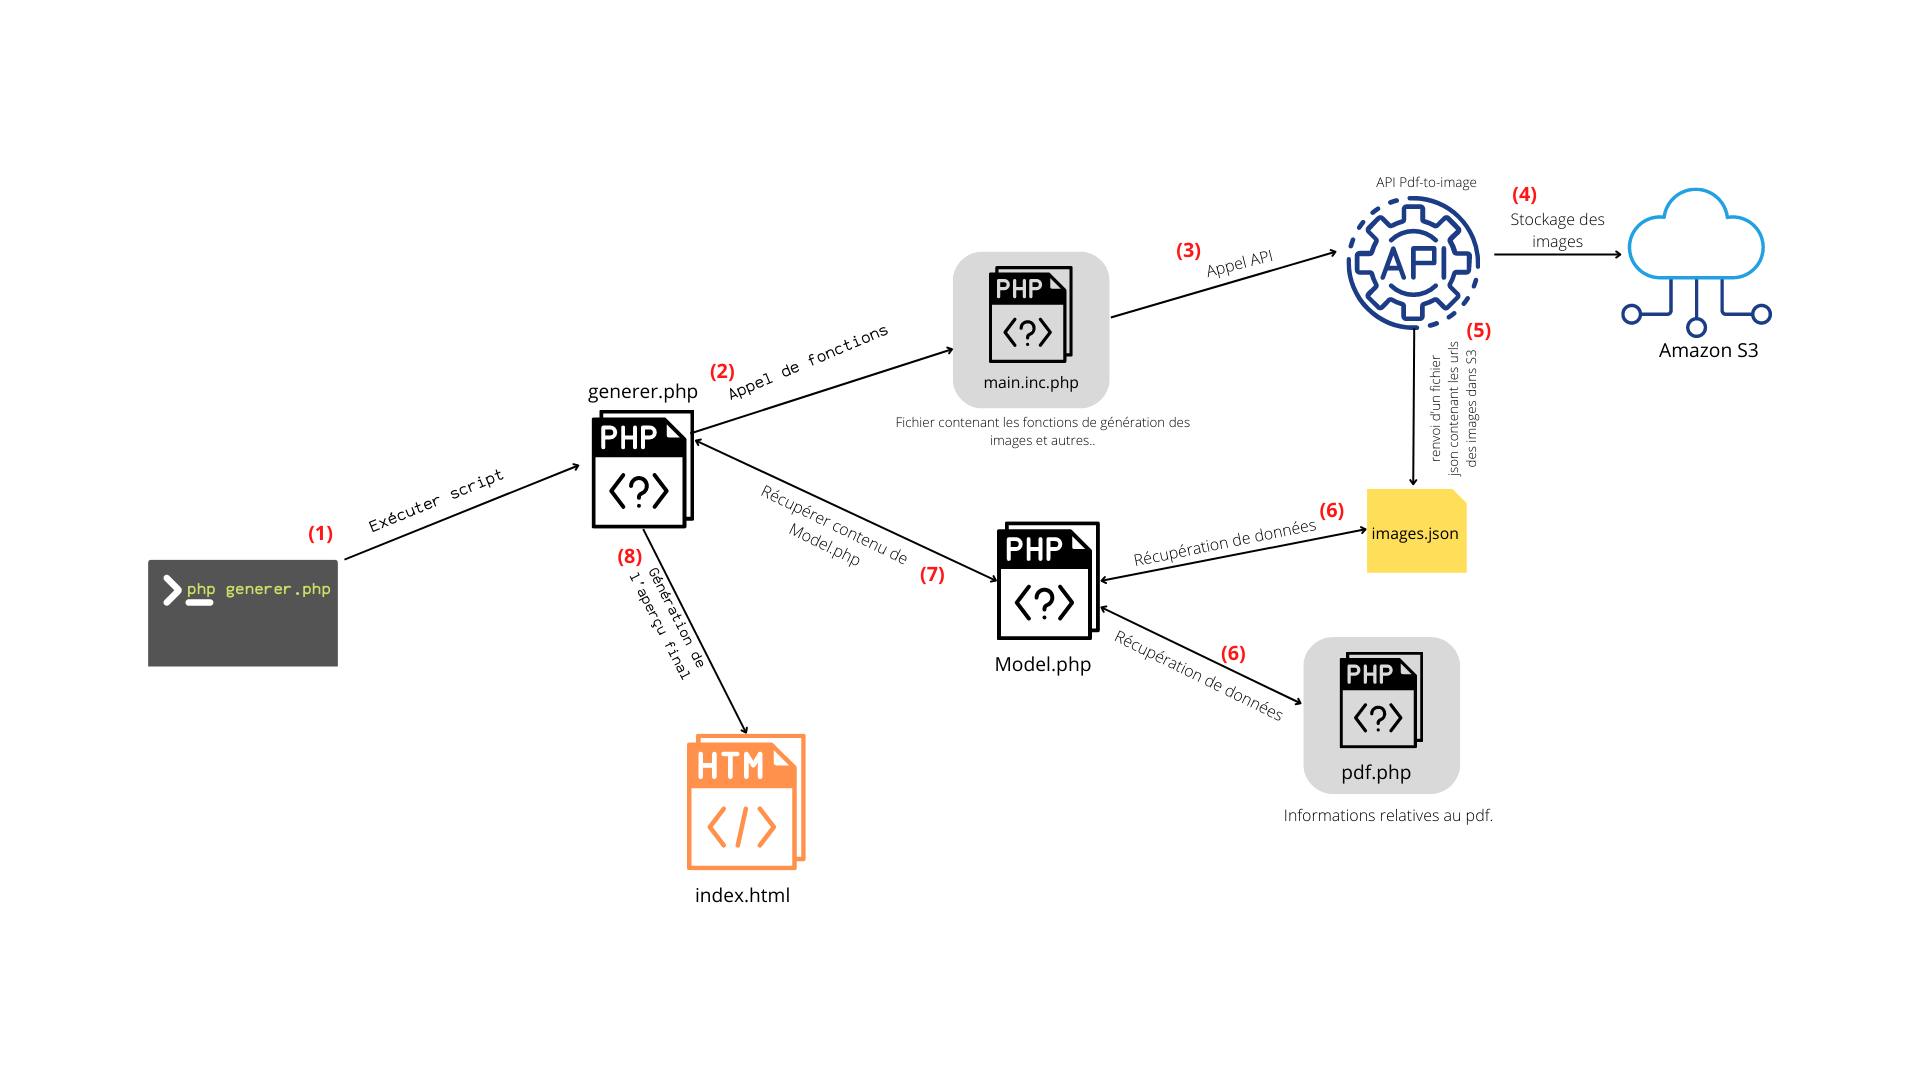 (1)
Exécuter script
php generer.php
generer.php
PHP
<?>
(2)
Appel de fonctions
PHP
<?>
main.inc.php
Fichier contenant les fonctions de génération des
images et autres..
(3)
Appel API
API Pdf-to-image
API
(4)
Stockage des
images
Amazon S3
(5)
renvoi d'un fichier
json contenant les urls
des images dans S3
images.json
(6)
Récupération de données
PHP
<?>
Model.php
(6)
Récupération de données
PHP
<?>
pdf.php
Informations relatives au pdf.
Récupérer contenu de
Model.php
(7)
(8)
Génération de
l'aperçu final
HTM
</>
index.html